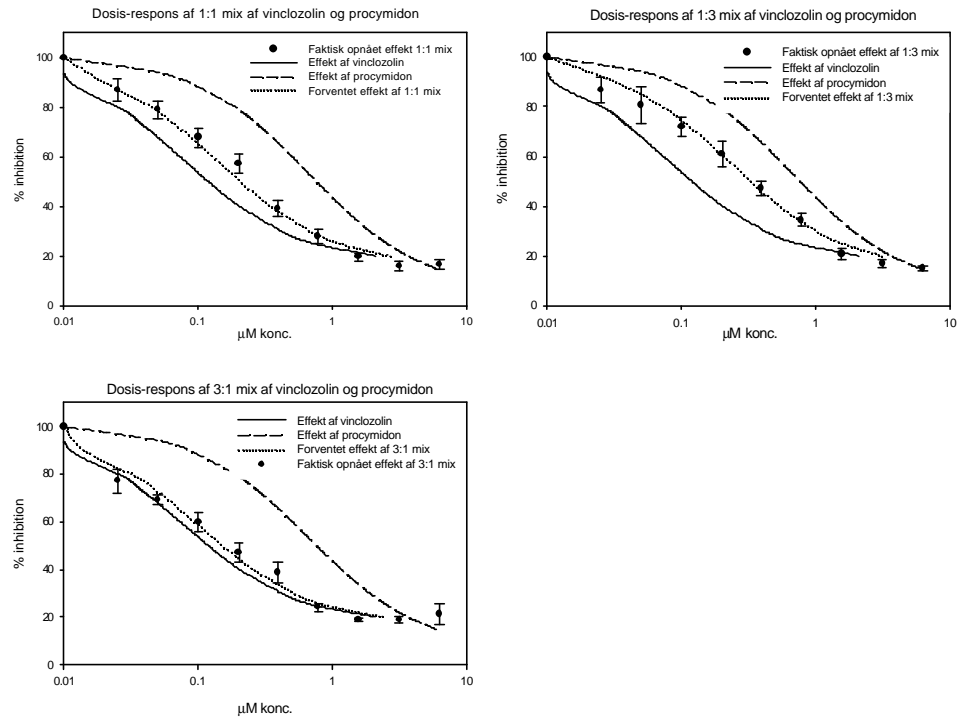 Dosis-respons af 1:1 mix af vinclozolin og procymidon
Faktisk opnået effekt 1:1 mix
Effekt af vinclozolin
Effekt af procymidon
Forventet effekt af 1:1 mix
% inhibition
100
80
60
40
20
0
0.01
0.1
1
10
µM konc.
Dosis-respons af 1:3 mix af vinclozolin og procymidon
Faktisk opnået effekt af 1:3 mix
Effekt af vinclozolin
Effekt af procymidon
Forventet effekt af 1:3 mix
% inhibition
100
80
60
40
20
0
0.01
0.1
1
10
µM konc.
Dosis-respons af 3:1 mix af vinclozolin og procymidon
Effekt af vinclozolin
Effekt af procymidon
Forventet effekt af 3:1 mix
Faktisk opnået effekt af 3:1 mix
% inhibition
100
80
60
40
20
0
0.01
0.1
1
10
µM konc.